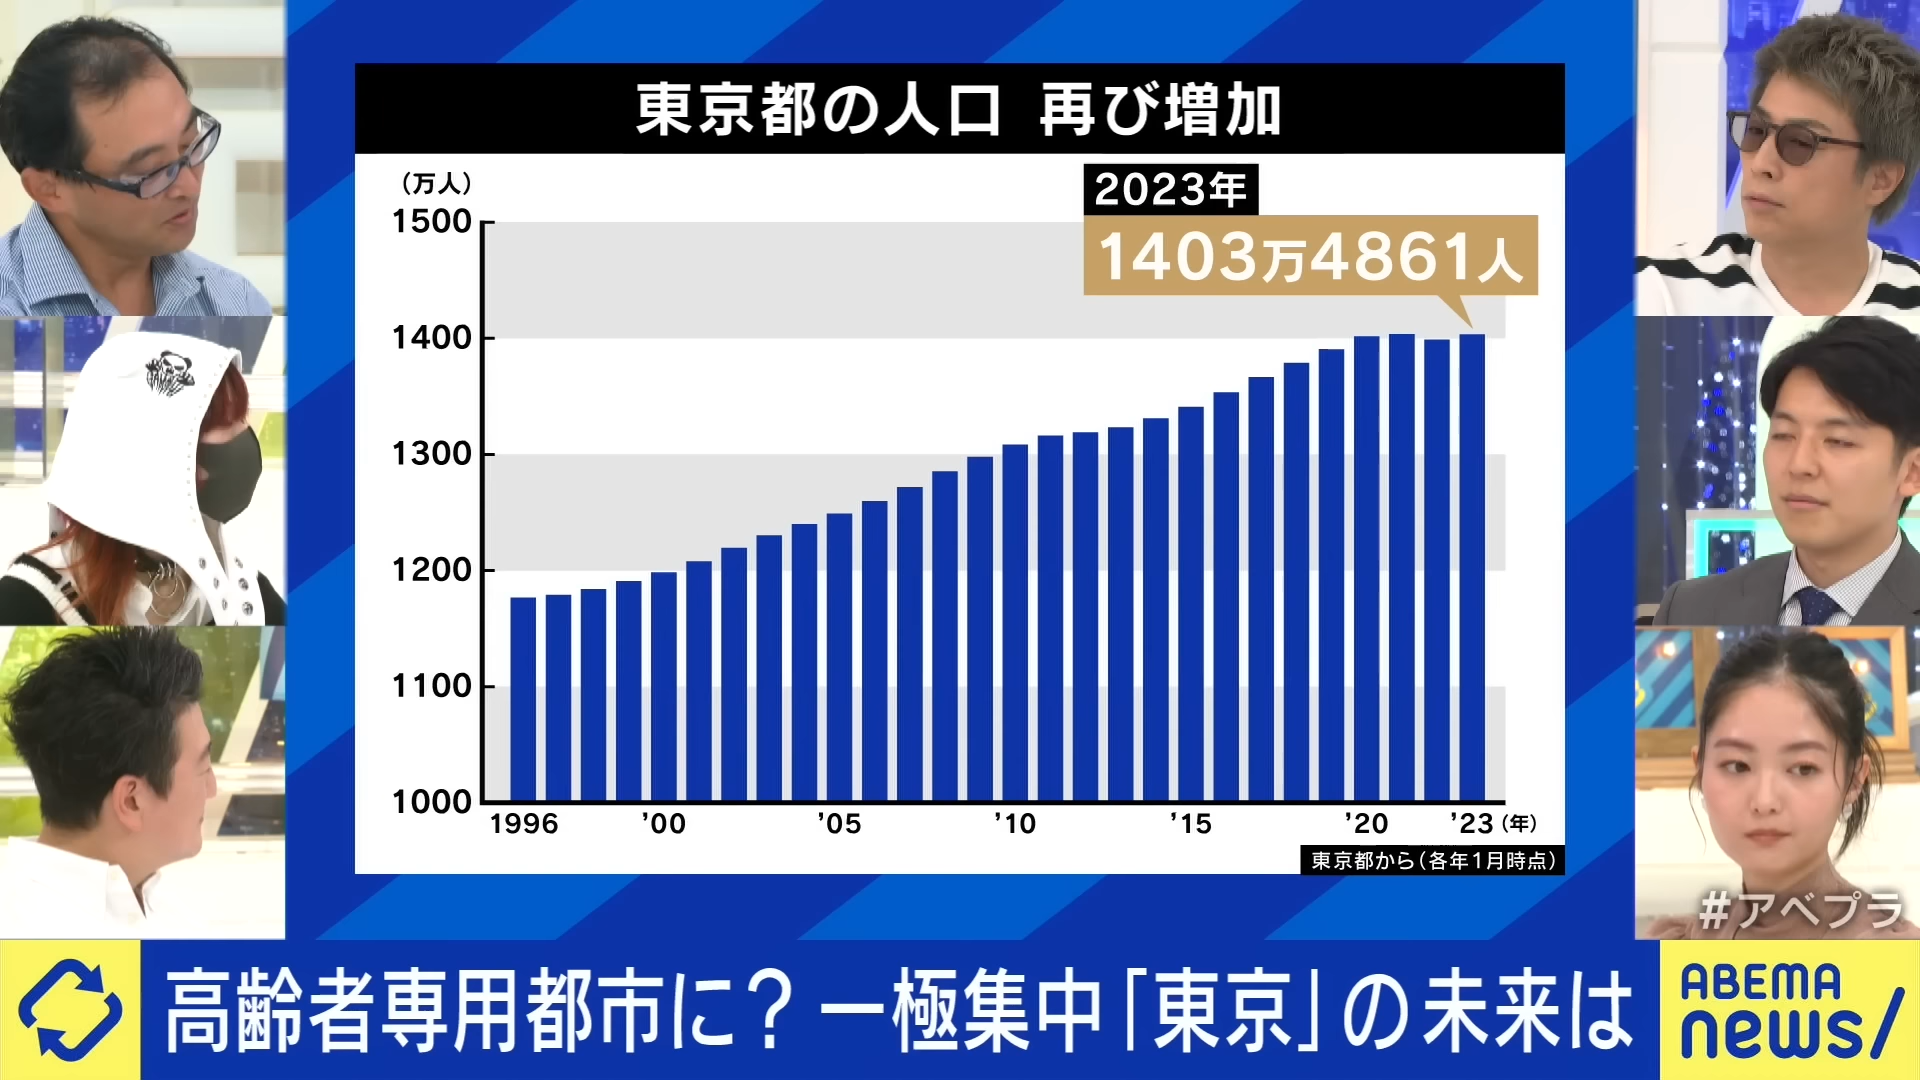 東京都の人口 再び増加
(万人)
2023年
1403万4861人
1500
1400
1300
1200
1100
1000
1996 '00 '05 '10 '15 '20 '23 (年)
東京都から(各年1月時点)
#アベプラ
高齢者専用都市に?一極集中「東京」の未来は
ABEMA
news/